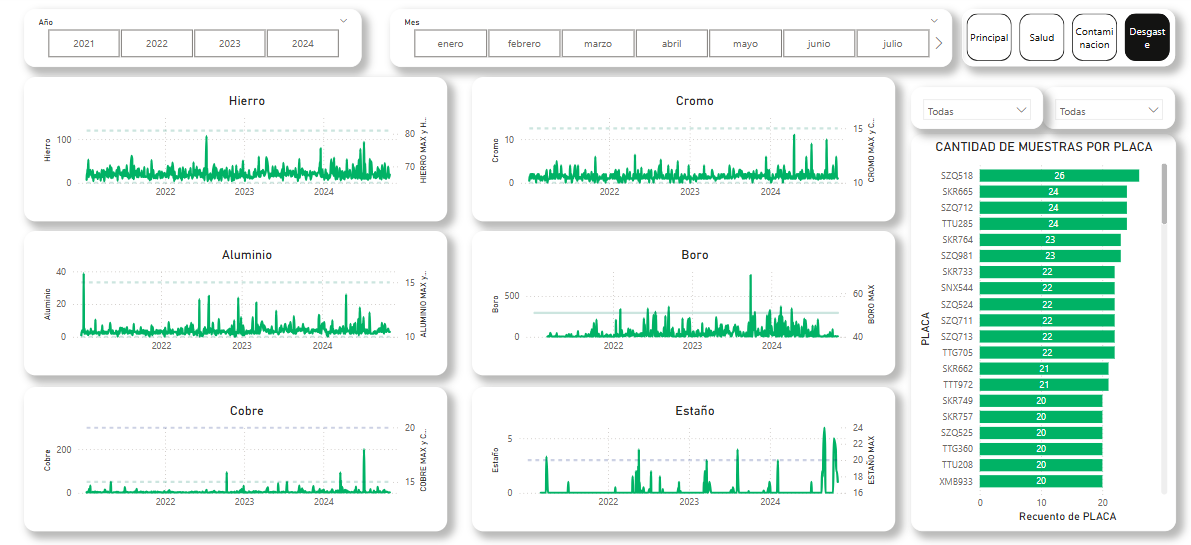 Año
2021
2022
2023
2024
Mes
enero
febrero
marzo
abril
mayo
junio
julio
Principal
Salud
Contami
nacion
Desgast
e
Hierro
Hierro
100
0
2022
2023
2024
80
70
HIERRO MAX y H...
Cromo
Cromo
10
0
2022
2023
2024
15
10
CROMO MAX y C...
Aluminio
Aluminio
40
20
0
2022
2023
2024
15
10
ALUMINIO MAX y...
Boro
Boro
500
0
2022
2023
2024
60
40
BORO MAX
Cobre
Cobre
200
0
2022
2023
2024
20
15
COBRE MAX y C...
Estaño
Estaño
5
0
2022
2023
2024
24
22
20
18
16
ESTAÑO MAX
Todas
Todas
CANTIDAD DE MUESTRAS POR PLACA
PLACA
SZQ518 26
SKR665 24
SZQ712 24
TTU285 24
SKR764 23
SZQ981 23
SKR733 22
SNX544 22
SZQ524 22
SZQ711 22
SZQ713 22
TTG705 22
SKR662 21
TTT972 21
SKR749 20
SKR757 20
SZQ525 20
TTG360 20
TTU208 20
XMB933 20
0 10 20
Recuento de PLACA